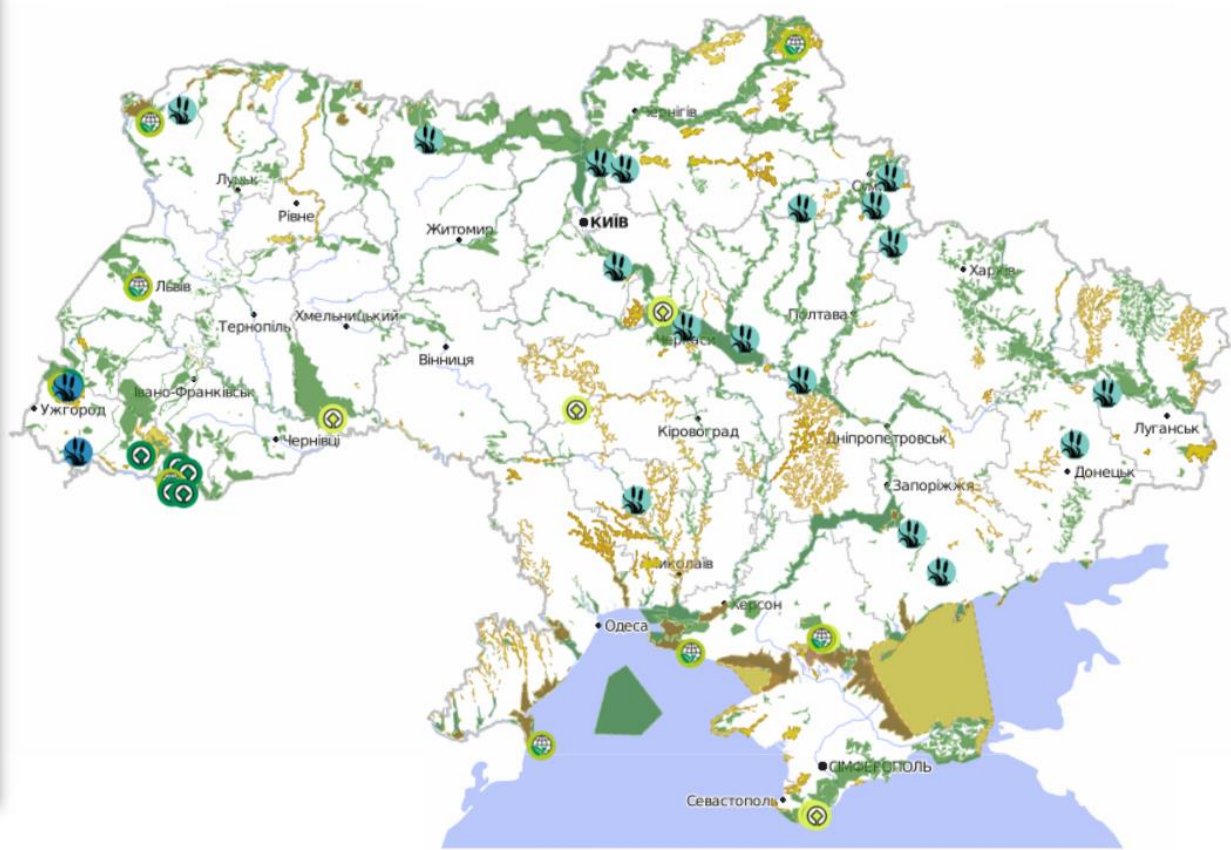 Чернігів
Луцьк
Рівне
КИЇВ
Житомир
Харків
Львів
Хмельницький
Тернопіль
Полтава
Черкаси
Вінниця
Івано-Франківськ
Ужгород
Чернівці
Кіровоград
Дніпропетровськ
Луганськ
Донецьк
Запоріжжя
Миколаїв
Херсон
Одеса
СІМФЕРОПОЛЬ
Севастополь